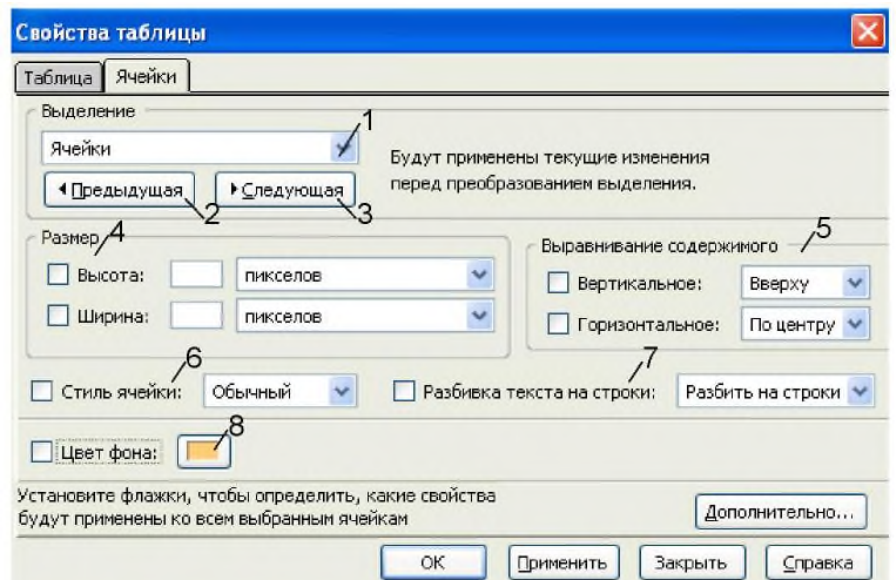 Свойства таблицы
Таблица Ячейки
Выделение
1
Ячейки
Будут применены текущие изменения
перед преобразованием выделения.
Предыдущая Следующая
2 3
Размер 4
Высота: пикселов
Ширина: пикселов
Выравнивание содержимого 5
Вертикальное: Вверху
Горизонтальное: По центру
6 7
Стиль ячейки: Обычный Разбивка текста на строки: Разбить на строки
8
Цвет фона:
Установите флажки, чтобы определить, какие свойства
будут применены ко всем выбранным ячейкам
Дополнительно...
ОК Применить Закрыть Справка